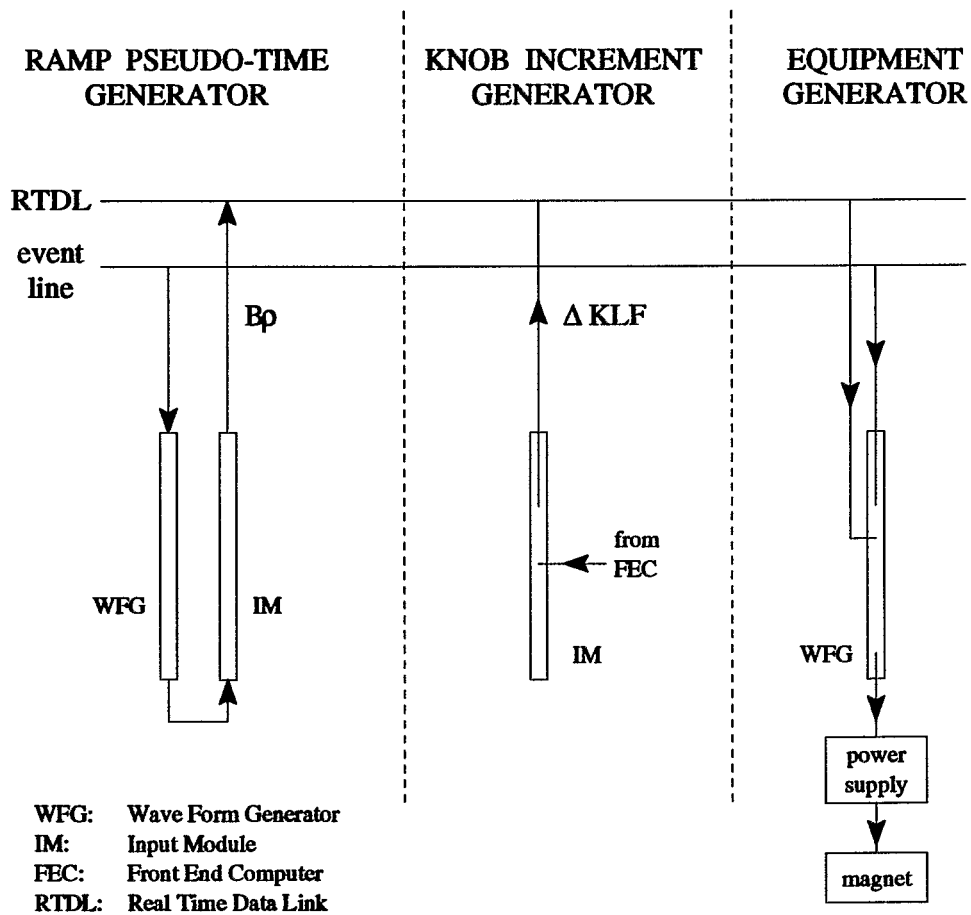 RAMP PSEUDO-TIME
GENERATOR
KNOB INCREMENT
GENERATOR
EQUIPMENT
GENERATOR
RTDL
event
line
Bρ
Δ KLF
WFG
IM
from
FEC
IM
WFG
power
supply
magnet
WFG: Wave Form Generator
IM: Input Module
FEC: Front End Computer
RTDL: Real Time Data Link